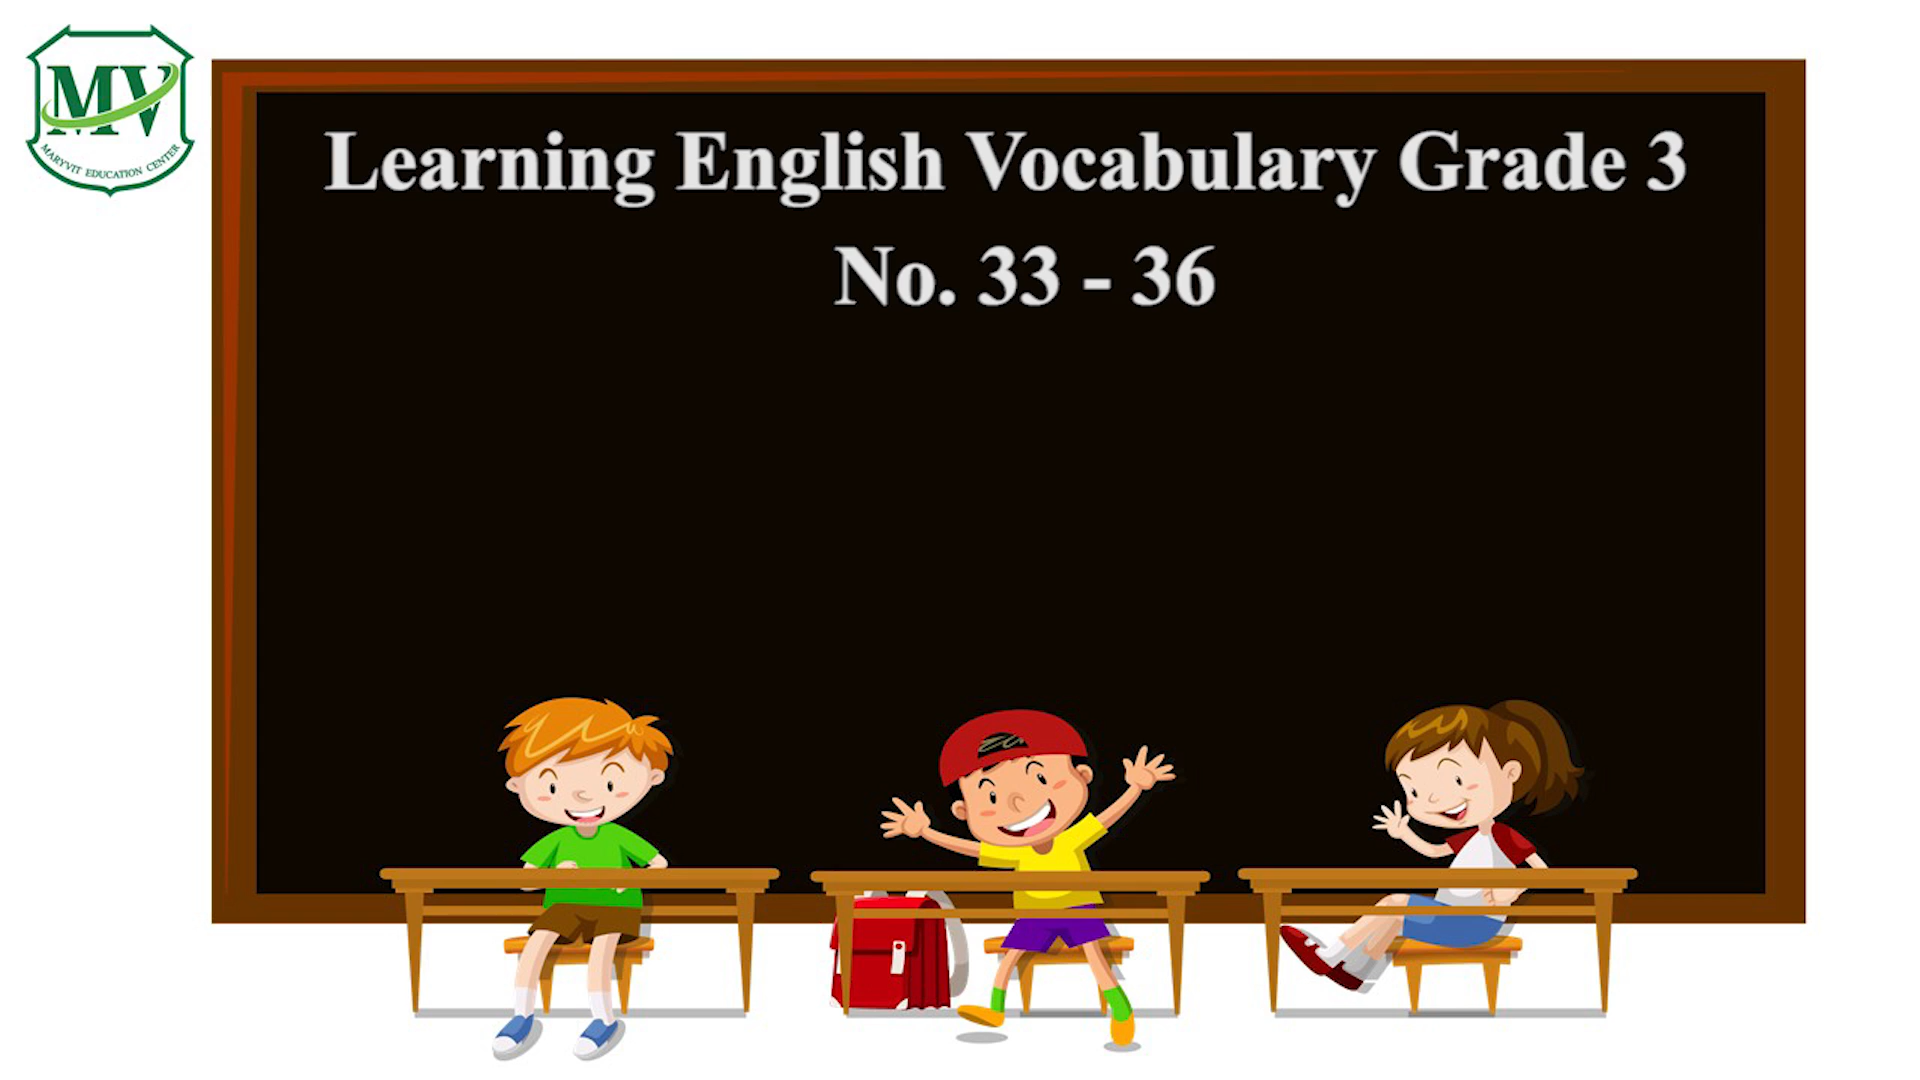 MV
MARYVIT EDUCATION CENTER
Learning English Vocabulary Grade 3
No. 33 - 36